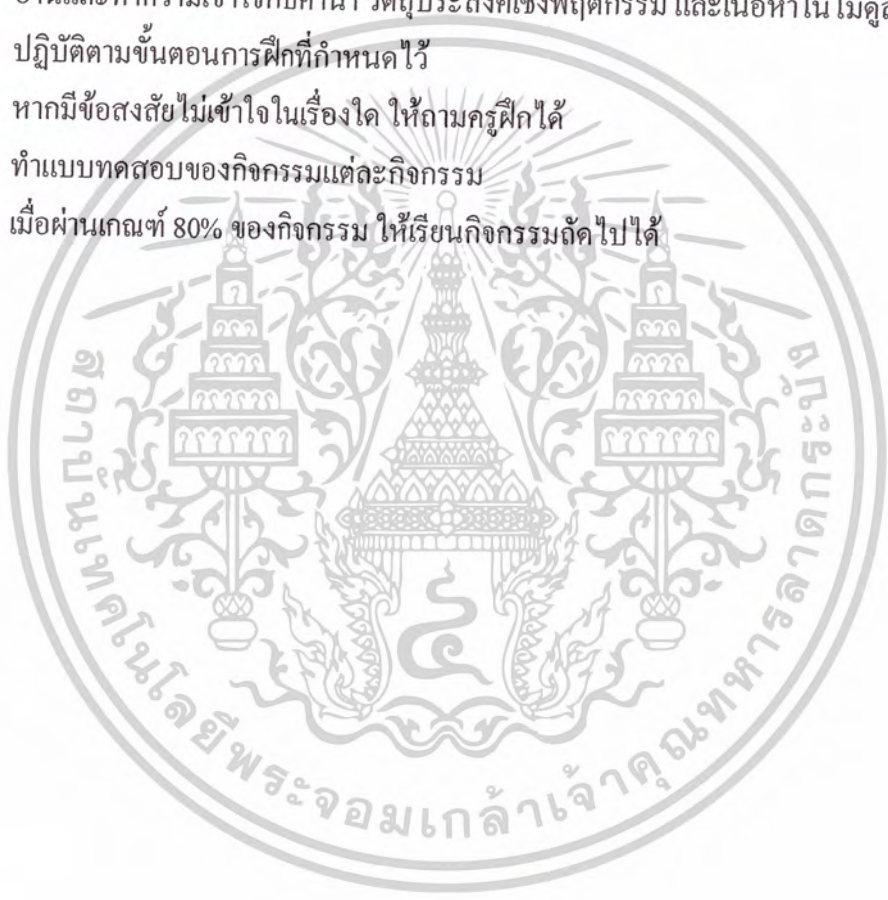 อ่านและทำความเข้าใจกับคำนำ วัตถุประสงค์เชิงพฤติกรรม และเนื้อหาในโมดูล
ปฏิบัติตามขั้นตอนการฝึกที่กำหนดไว้
หากมีข้อสงสัยไม่เข้าใจในเรื่องใด ให้ถามครูฝึกได้
ทำแบบทดสอบของกิจกรรมแต่ละกิจกรรม
เมื่อผ่านเกณฑ์ 80% ของกิจกรรม ให้เรียนกิจกรรมถัดไปได้
๔
สถาบันเทคโนโลยีพระจอมเกล้าเจ้าคุณทหารลาดกระบัง